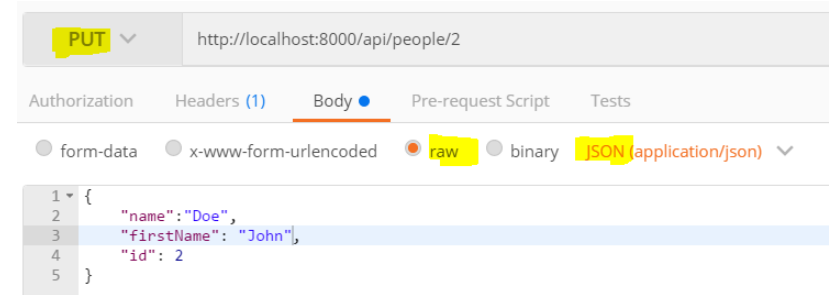 PUT http://localhost:8000/api/people/2
Authorization Headers (1) Body Pre-request Script Tests
form-data x-www-form-urlencoded raw binary JSON (application/json)
1 {
2 "name":"Doe",
3 "firstName": "John",
4 "id": 2
5 }